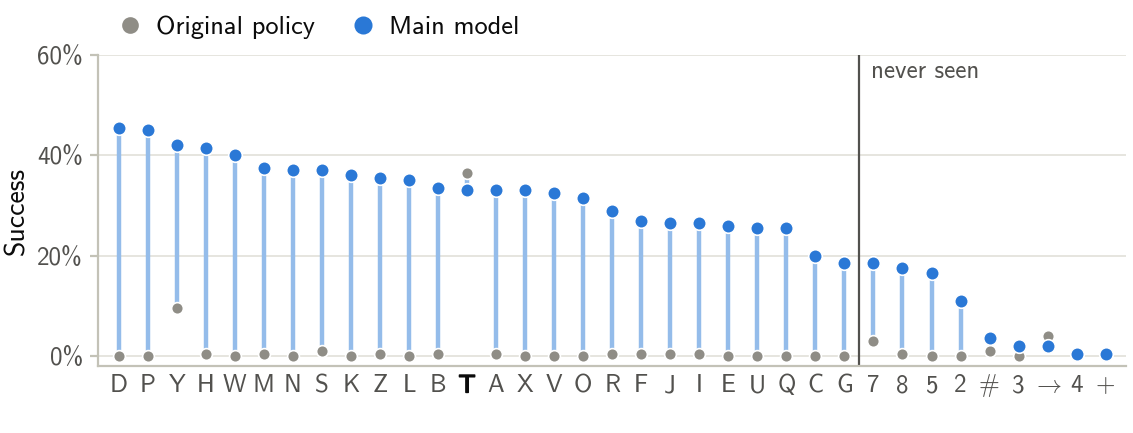 Original policy Main model
60%
never seen
40%
20%
0%
Success
D P Y H W M N S K Z L B T A X V O R F J I E U Q C G 7 8 5 2 # 3 → 4 +